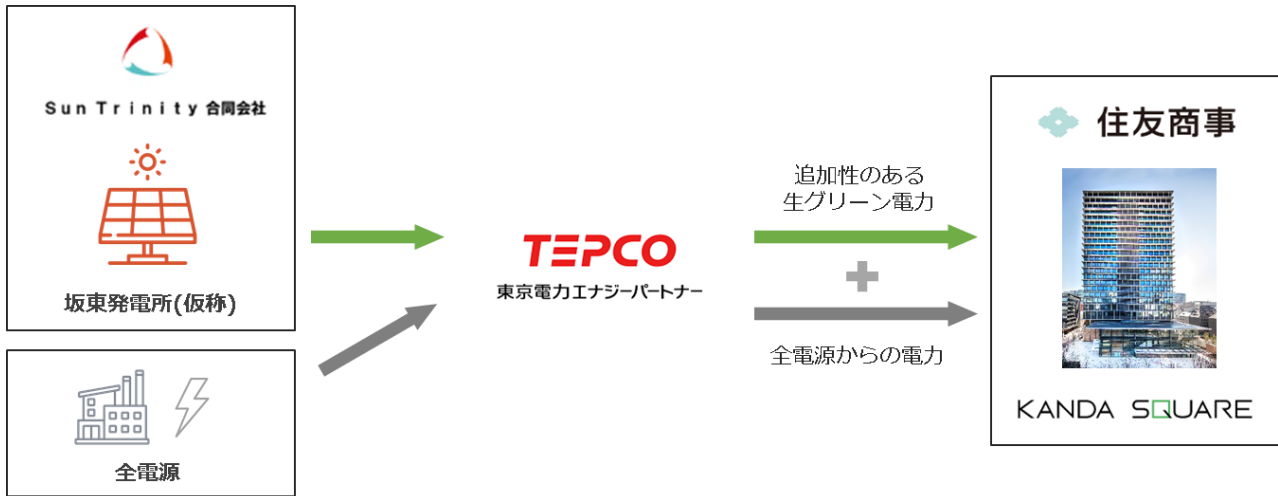 Sun Trinity 合同会社
坂東発電所(仮称)
全電源
TEPCO
東京電力エナジーパートナー
追加性のある
生グリーン電力
全電源からの電力
住友商事
KANDA SQUARE